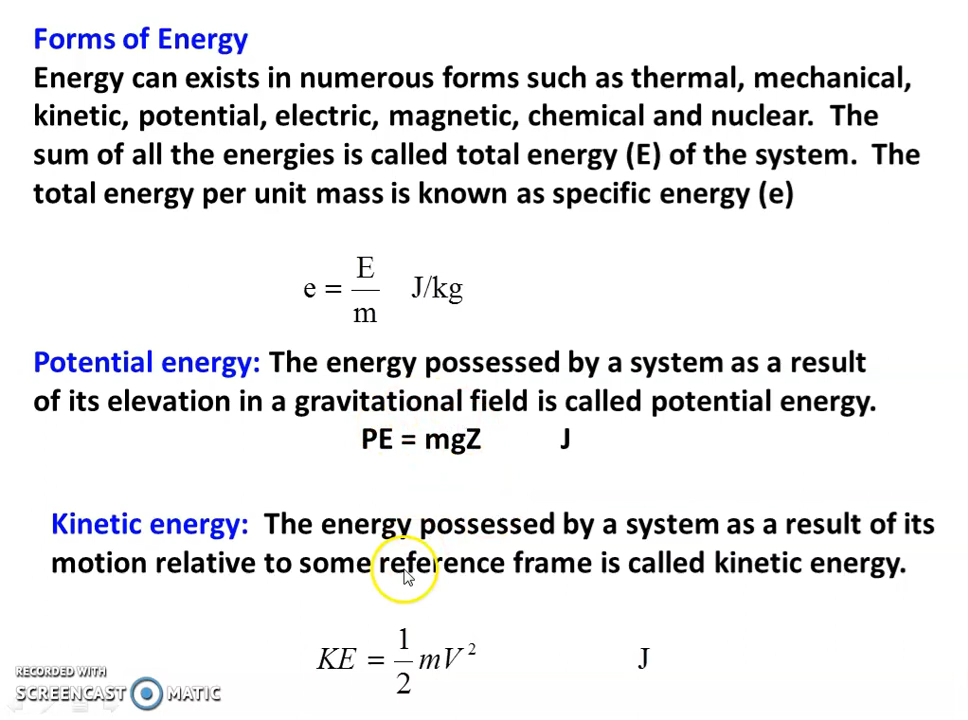 Forms of Energy
Energy can exists in numerous forms such as thermal, mechanical,
kinetic, potential, electric, magnetic, chemical and nuclear. The
sum of all the energies is called total energy (E) of the system. The
total energy per unit mass is known as specific energy (e)
e = E/m J/kg
Potential energy: The energy possessed by a system as a result
of its elevation in a gravitational field is called potential energy.
PE = mgZ J
Kinetic energy: The energy possessed by a system as a result of its
motion relative to some reference frame is called kinetic energy.
KE = 1/2 mV² J
RECORDED WITH
SCREENCAST MATIC